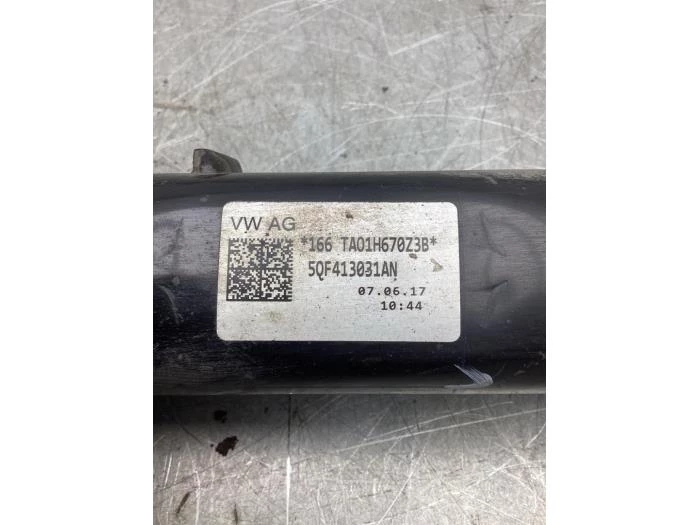 VW AG
*166 TA01H670Z3B*
5QF413031AN
07.06.17
10:44